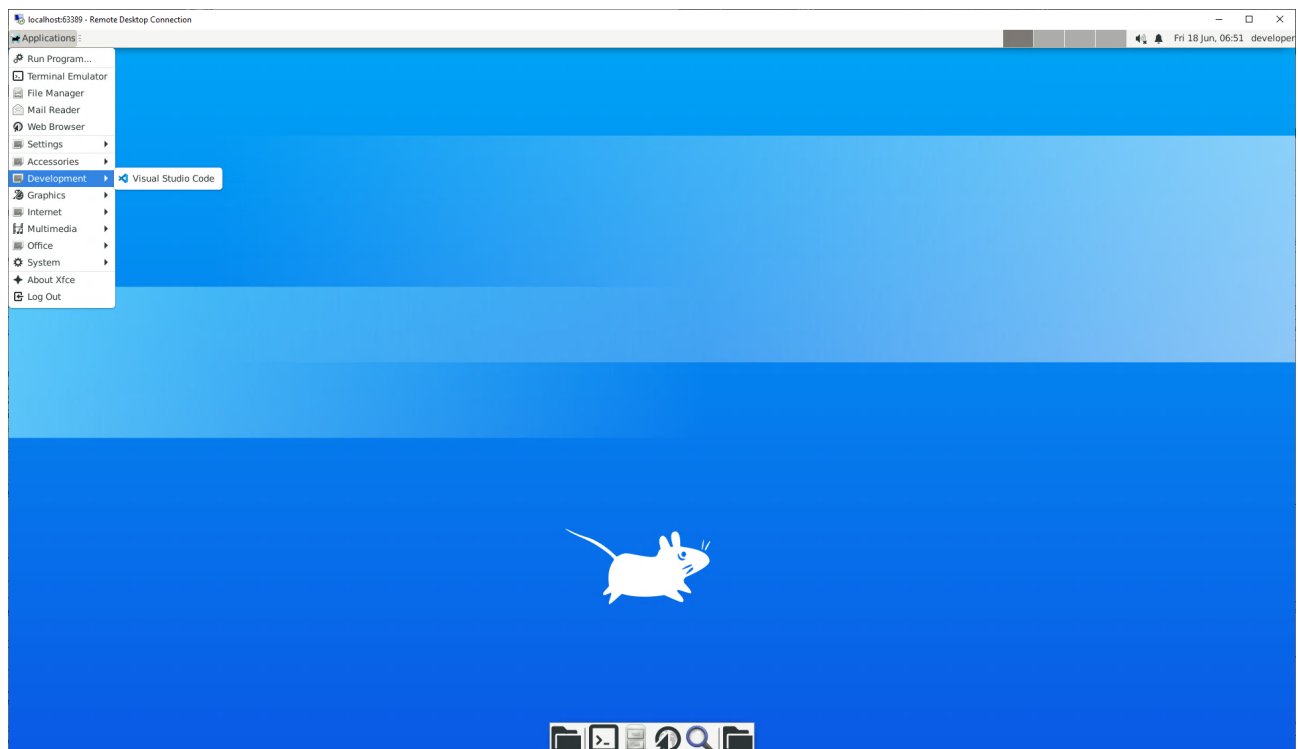 localhost:63389 - Remote Desktop Connection
Applications
Fri 18 Jun, 06:51 developer
Run Program...
Terminal Emulator
File Manager
Mail Reader
Web Browser
Settings
Accessories
Development
Visual Studio Code
Graphics
Internet
Multimedia
Office
System
About Xfce
Log Out